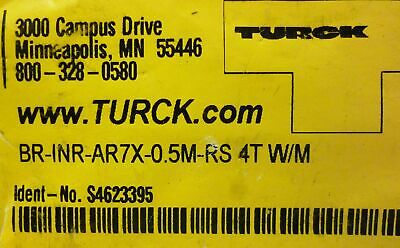 3000 Campus Drive
Minneapolis, MN 55446
800-328-0580
TURCK
www.TURCK.com
BR-INR-AR7X-0.5M-RS 4T W/M
Ident-No. S4623395